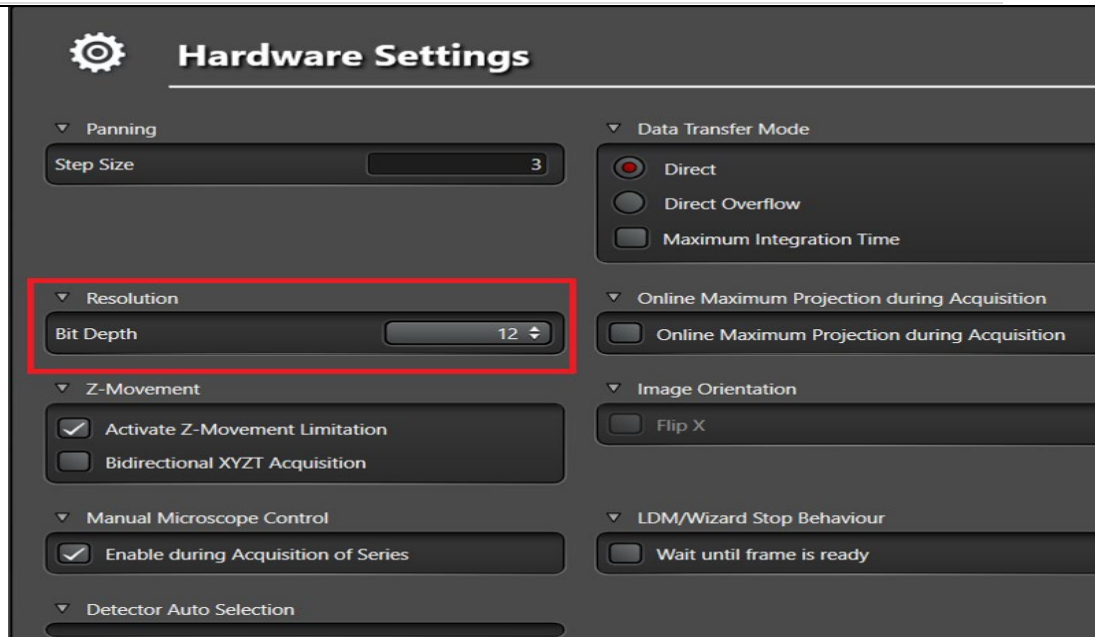 Hardware Settings
Panning
Step Size 3
Data Transfer Mode
Direct
Direct Overflow
Maximum Integration Time
Resolution
Bit Depth 12
Online Maximum Projection during Acquisition
Online Maximum Projection during Acquisition
Z-Movement
Activate Z-Movement Limitation
Bidirectional XYZT Acquisition
Image Orientation
Flip X
Manual Microscope Control
Enable during Acquisition of Series
LDM/Wizard Stop Behaviour
Wait until frame is ready
Detector Auto Selection